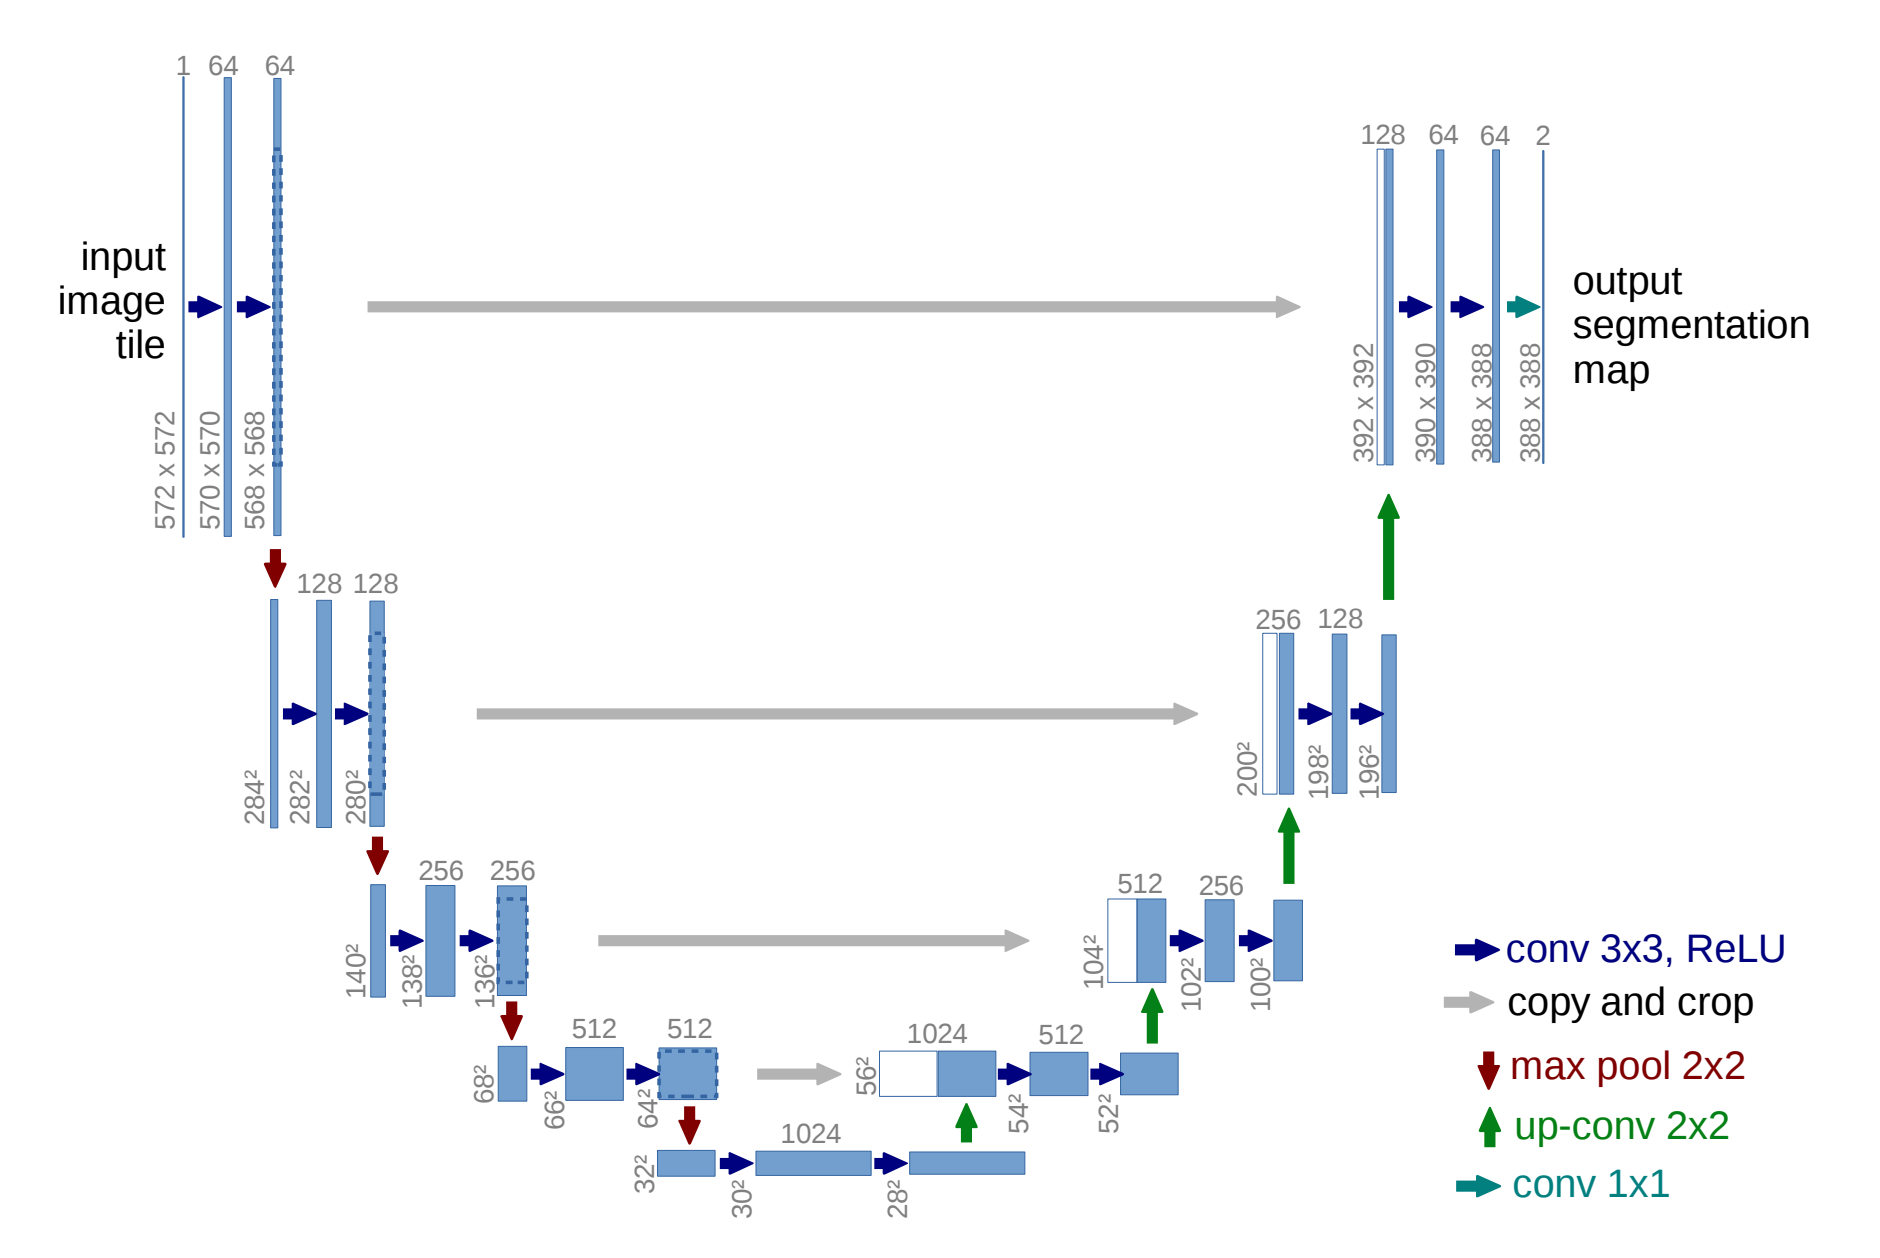 1 64 64
128 64 64 2
input
image
tile
output
segmentation
map
572 x 572
570 x 570
568 x 568
392 x 392
390 x 390
388 x 388
388 x 388
128 128
256 128
284²
282²
280²
200²
198²
196²
256 256
512 256
140²
138²
136²
104²
102²
100²
512 512
1024 512
68²
66²
64²
56²
54²
52²
1024
32²
30²
28²
conv 3x3, ReLU
copy and crop
max pool 2x2
up-conv 2x2
conv 1x1